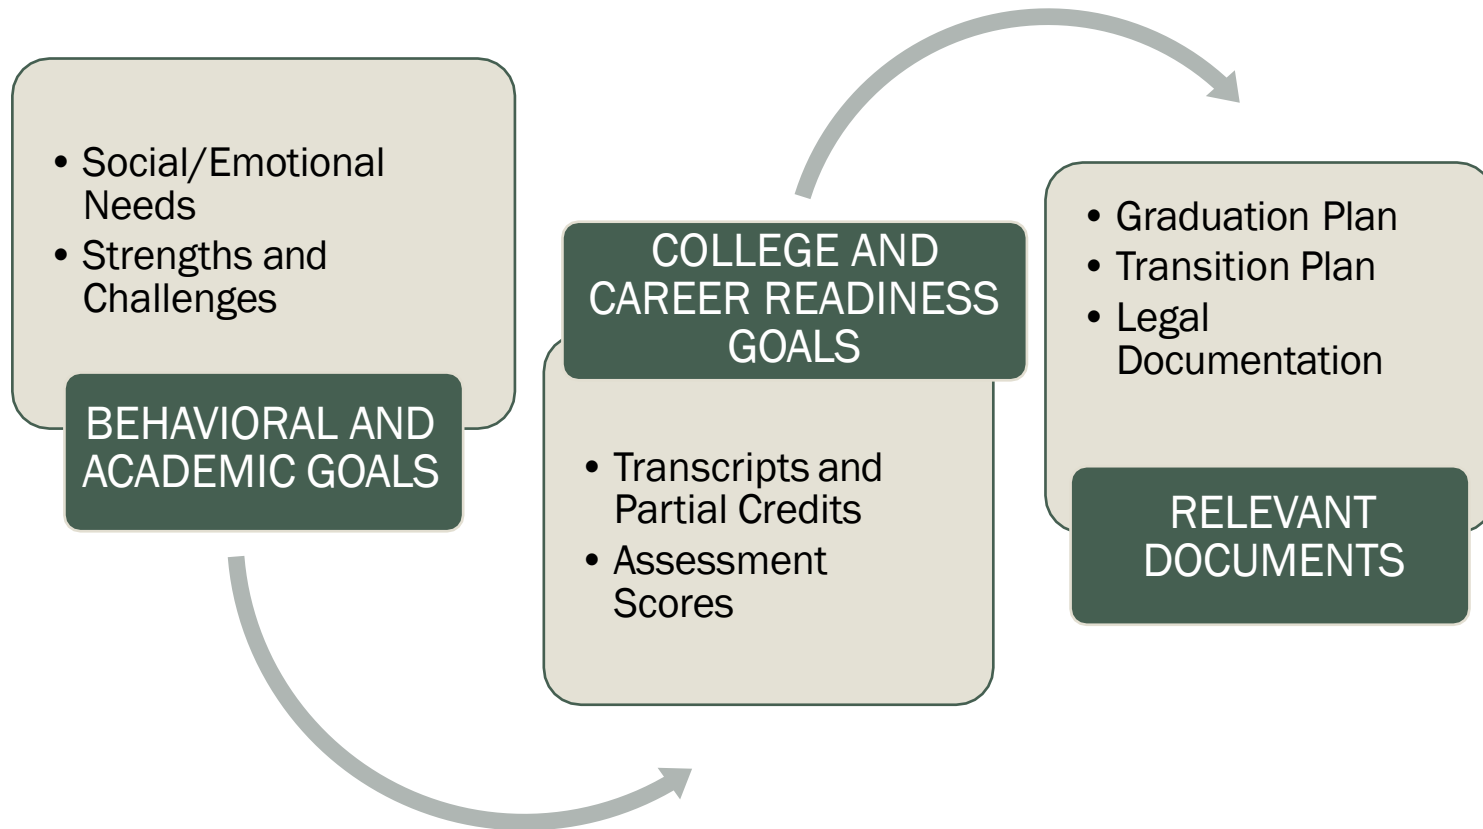 • Social/Emotional
Needs
• Strengths and
Challenges
BEHAVIORAL AND
ACADEMIC GOALS
COLLEGE AND
CAREER READINESS
GOALS
• Transcripts and
Partial Credits
• Assessment
Scores
• Graduation Plan
• Transition Plan
• Legal
Documentation
RELEVANT
DOCUMENTS